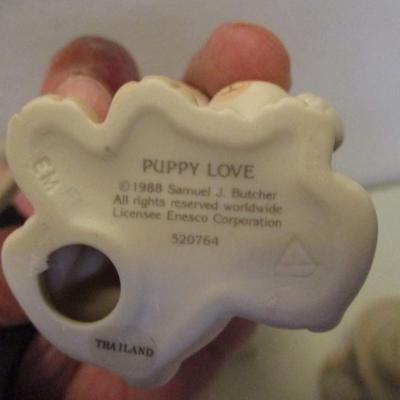 PUPPY LOVE
©1988 Samuel J. Butcher
All rights reserved worldwide
Licensee Enesco Corporation
520764
THAILAND